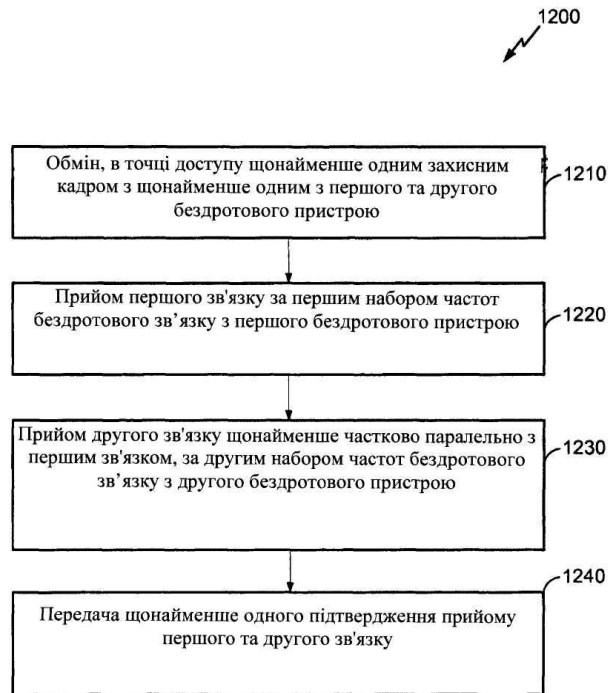 1200
Обмін, в точці доступу щонайменше одним захисним
кадром з щонайменше одним з першого та другого
бездротового пристрою
1210
Прийом першого зв'язку за першим набором частот
бездротового зв’язку з першого бездротового пристрою
1220
Прийом другого зв'язку щонайменше частково паралельно з
першим зв'язком, за другим набором частот бездротового
зв’язку з другого бездротового пристрою
1230
Передача щонайменше одного підтвердження прийому
першого та другого зв'язку
1240